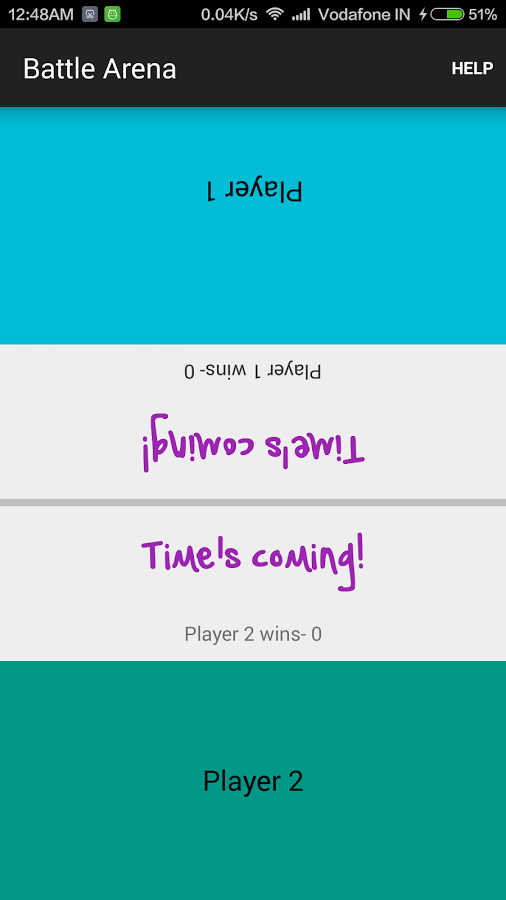 12:48AM 0.04K/s Vodafone IN 51%
Battle Arena HELP
Player 1
Player 1 wins- 0
Time's coming!
Time's coming!
Player 2 wins- 0
Player 2